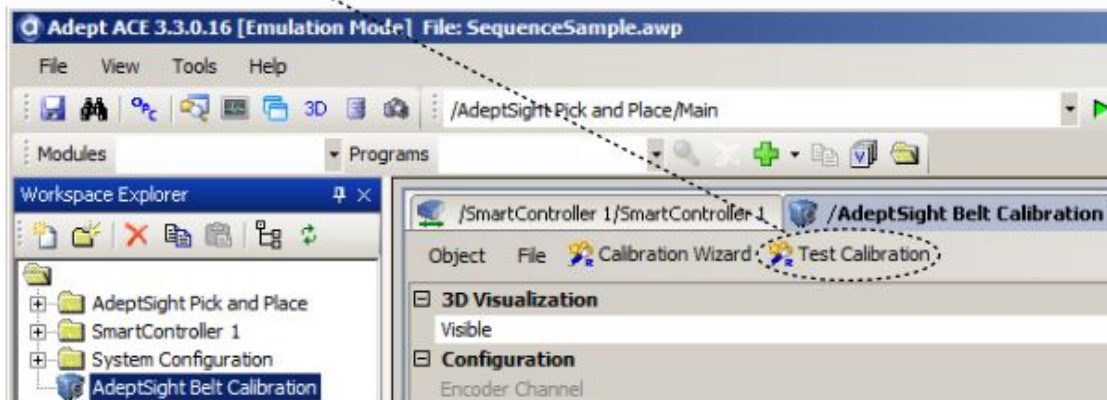 Adept ACE 3.3.0.16 [Emulation Mode] File: SequenceSample.awp
File View Tools Help
OPC 3D /AdeptSight Pick and Place/Main
Modules Programs
Workspace Explorer
/SmartController 1/SmartController 1 /AdeptSight Belt Calibration
Object File Calibration Wizard Test Calibration
3D Visualization
AdeptSight Pick and Place
Visible
SmartController 1
System Configuration
Configuration
AdeptSight Belt Calibration
Encoder Channel